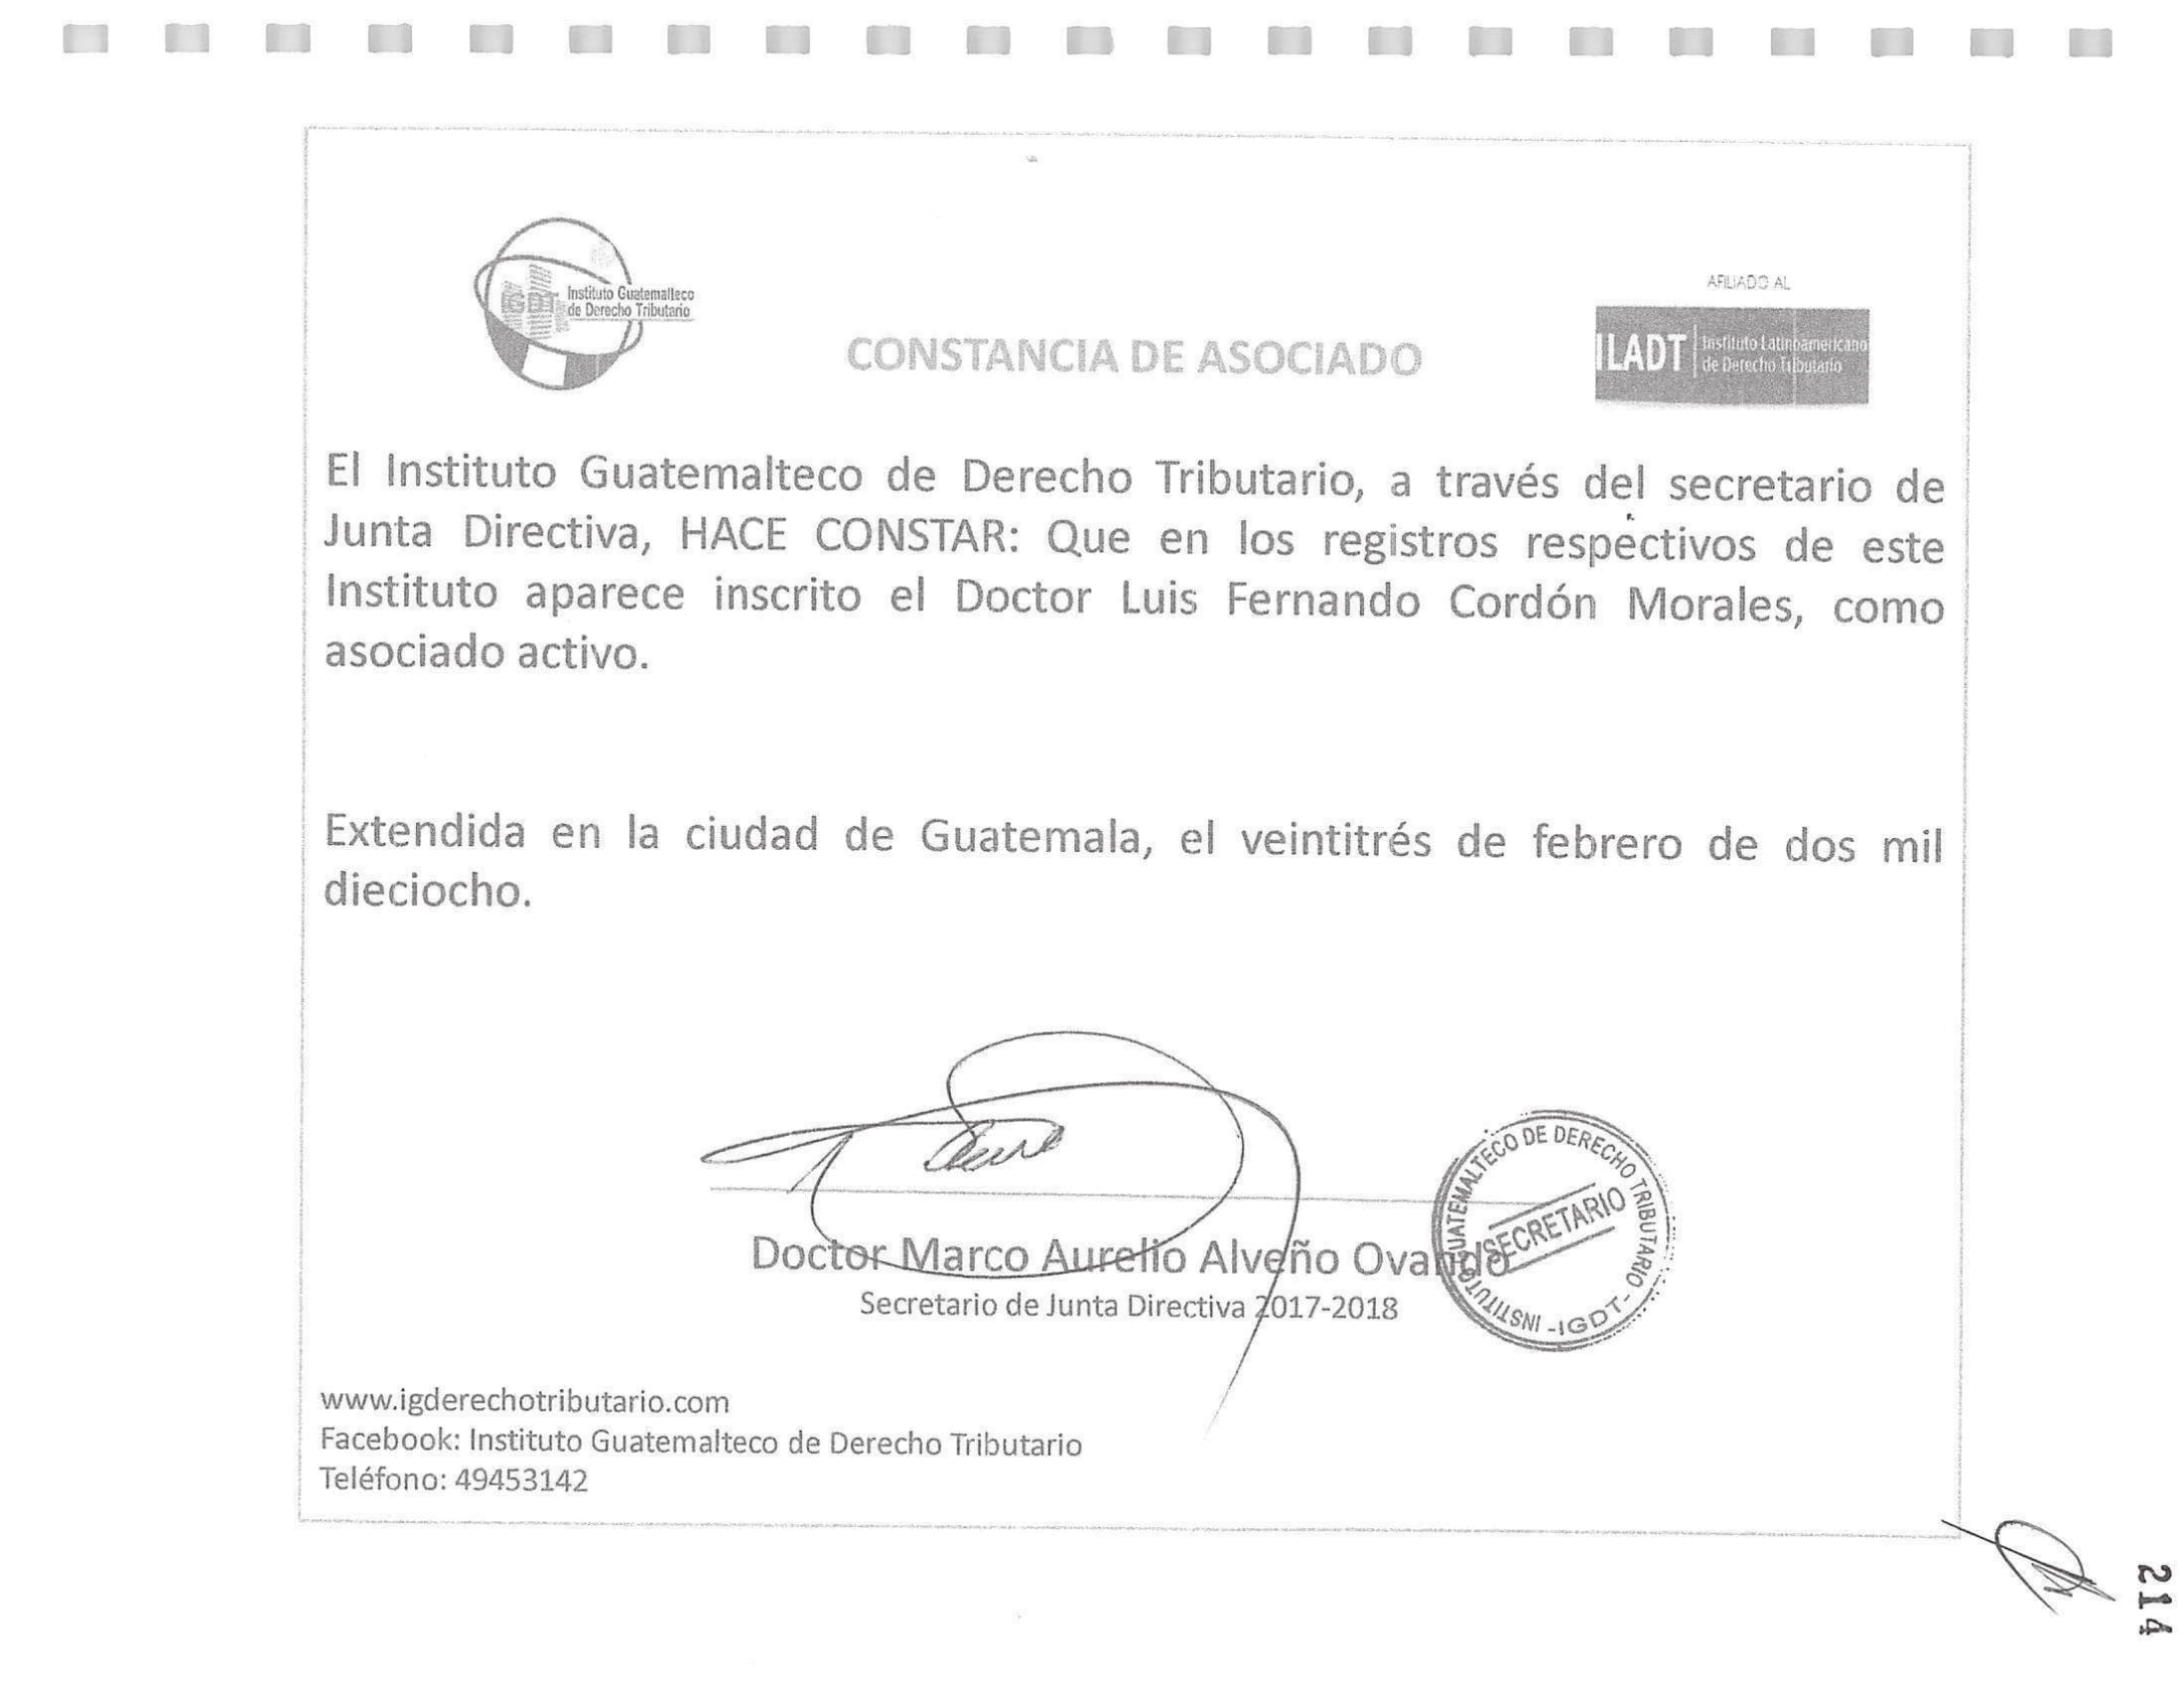 IGDT
Instituto Guatemalteco
de Derecho Tributario
CONSTANCIA DE ASOCIADO
AFILIADO AL
ILADT
Instituto Latinoamericano
de Derecho Tributario
El Instituto Guatemalteco de Derecho Tributario, a través del secretario de
Junta Directiva, HACE CONSTAR: Que en los registros respectivos de este
Instituto aparece inscrito el Doctor Luis Fernando Cordón Morales, como
asociado activo.
Extendida en la ciudad de Guatemala, el veintitrés de febrero de dos mil
dieciocho.
Doctor Marco Aurelio Alveño Ovando
Secretario de Junta Directiva 2017-2018
INSTITUTO GUATEMALTECO DE DERECHO TRIBUTARIO
-IGDT-
SECRETARIO
www.igderechotributario.com
Facebook: Instituto Guatemalteco de Derecho Tributario
Teléfono: 49453142
214